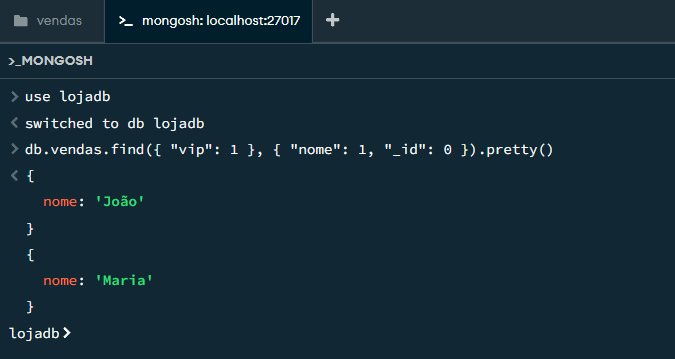 vendas
>_ mongosh: localhost:27017 +
>_MONGOSH
> use lojadb
< switched to db lojadb
> db.vendas.find({ "vip": 1 }, { "nome": 1, "_id": 0 }).pretty()
< {
nome: 'João'
}
{
nome: 'Maria'
}
lojadb>